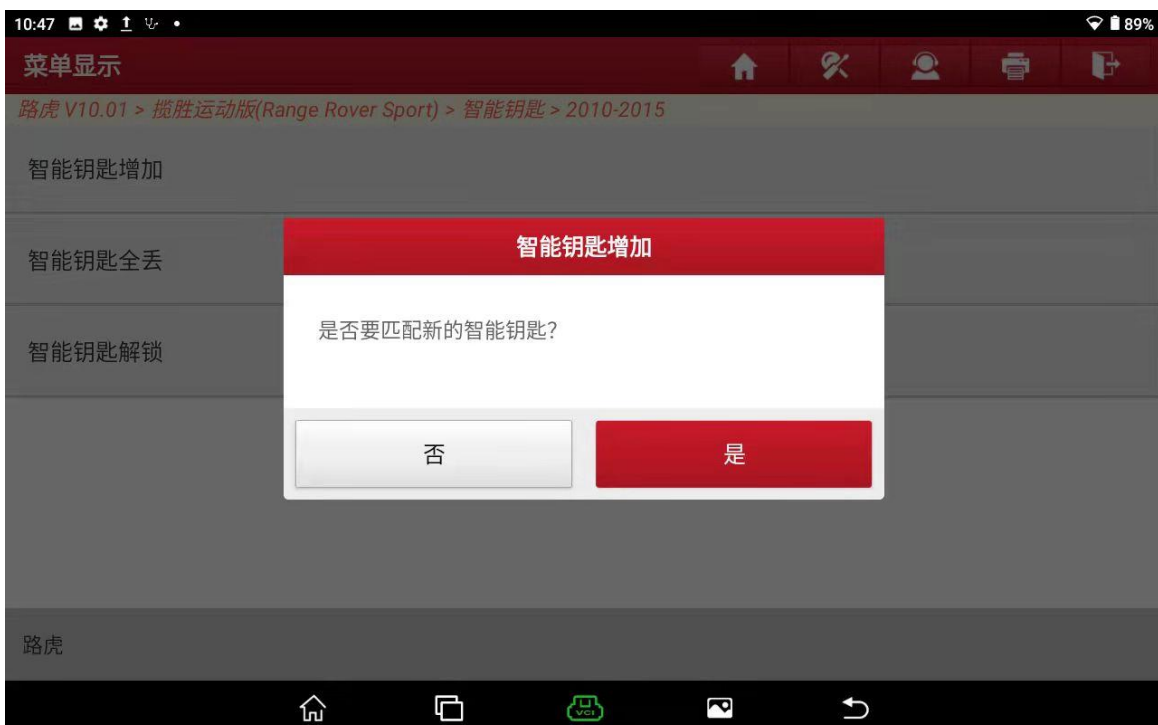 10:47
89%
菜单显示
路虎 V10.01 > 揽胜运动版(Range Rover Sport) > 智能钥匙 > 2010-2015
智能钥匙增加
智能钥匙全丢
智能钥匙解锁
智能钥匙增加
是否要匹配新的智能钥匙?
否
是
路虎
VCI